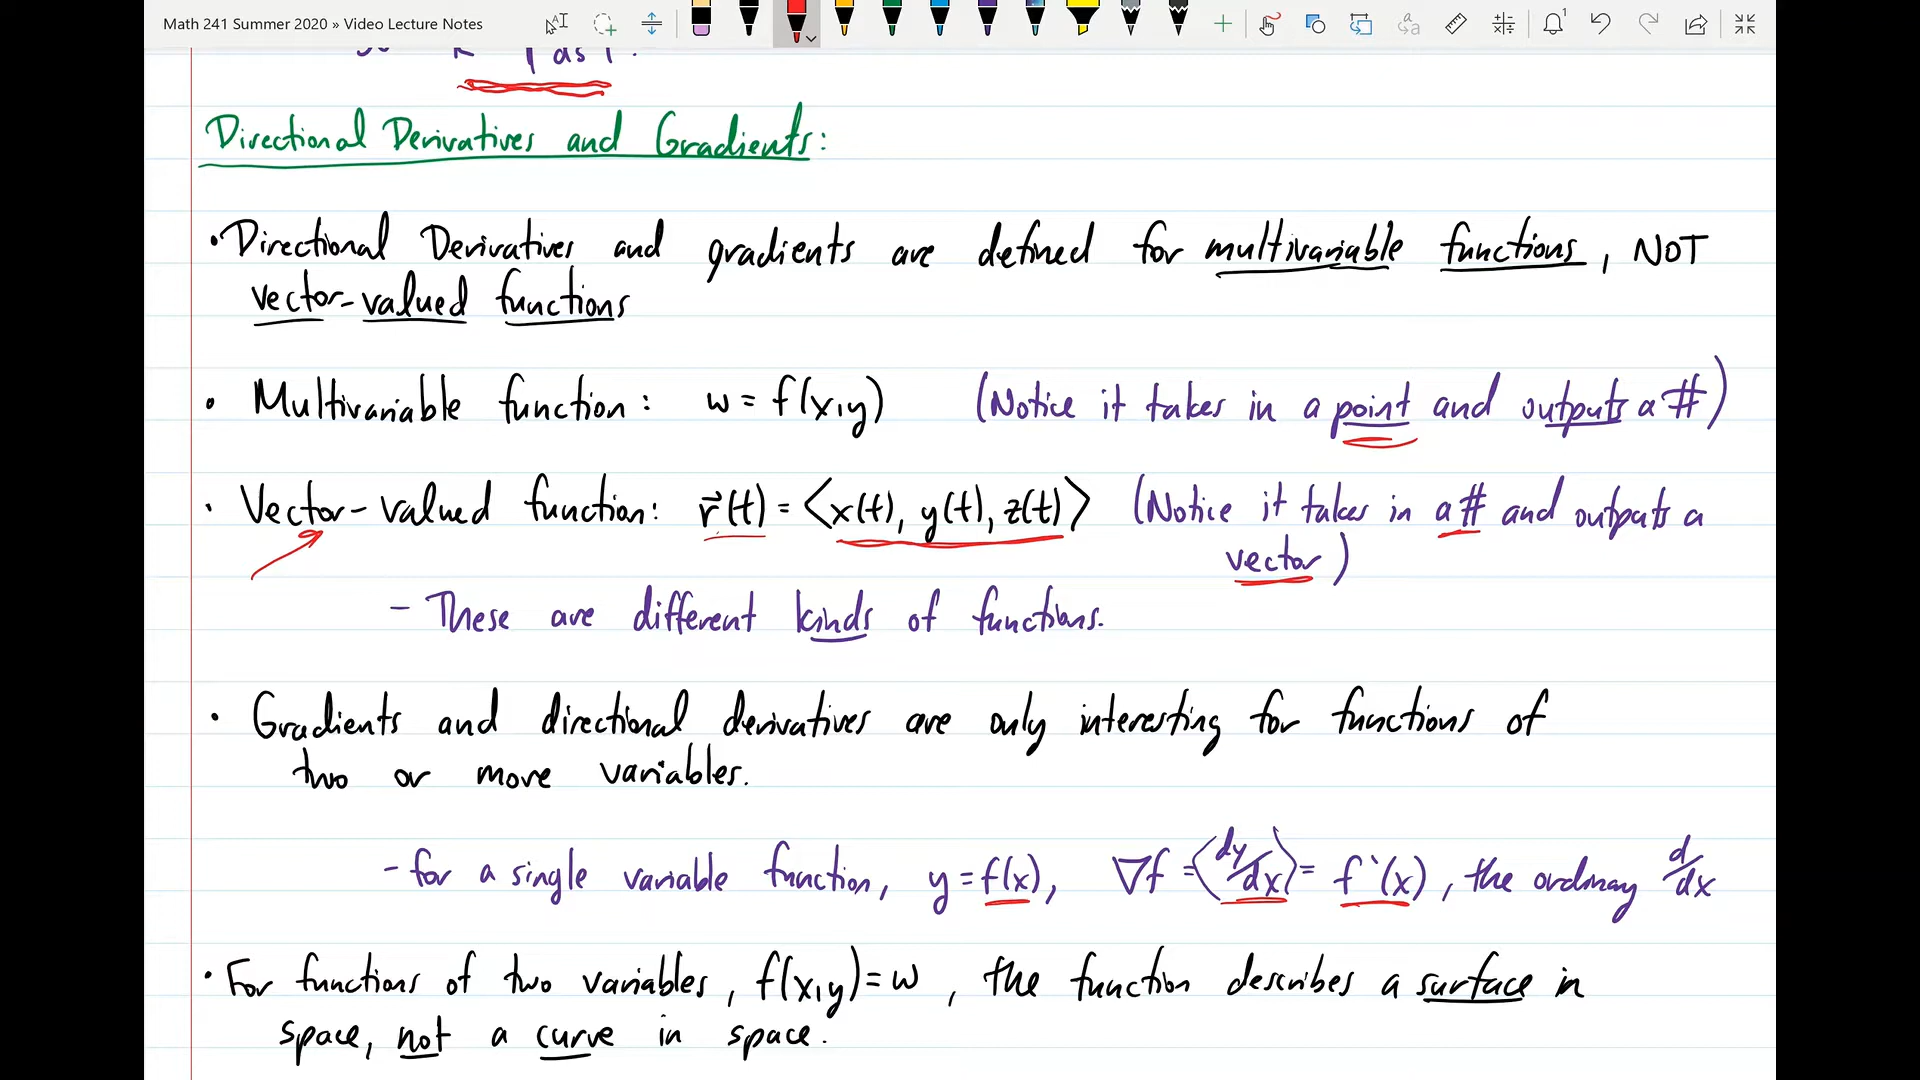 Math 241 Summer 2020 » Video Lecture Notes
Directional Derivatives and Gradients:
• Directional Derivatives and gradients are defined for multivariable functions, NOT
vector-valued functions
• Multivariable function: w = f(x,y) (Notice it takes in a point and outputs a #)
• Vector-valued function: r⃗(t) = ⟨x(t), y(t), z(t)⟩ (Notice it takes in a # and outputs a
vector)
- These are different kinds of functions.
• Gradients and directional derivatives are only interesting for functions of
two or more variables.
- for a single variable function, y = f(x), ∇f = ⟨dy/dx⟩ = f'(x), the ordinary d/dx
• For functions of two variables, f(x,y) = w, the function describes a surface in
space, not a curve in space.